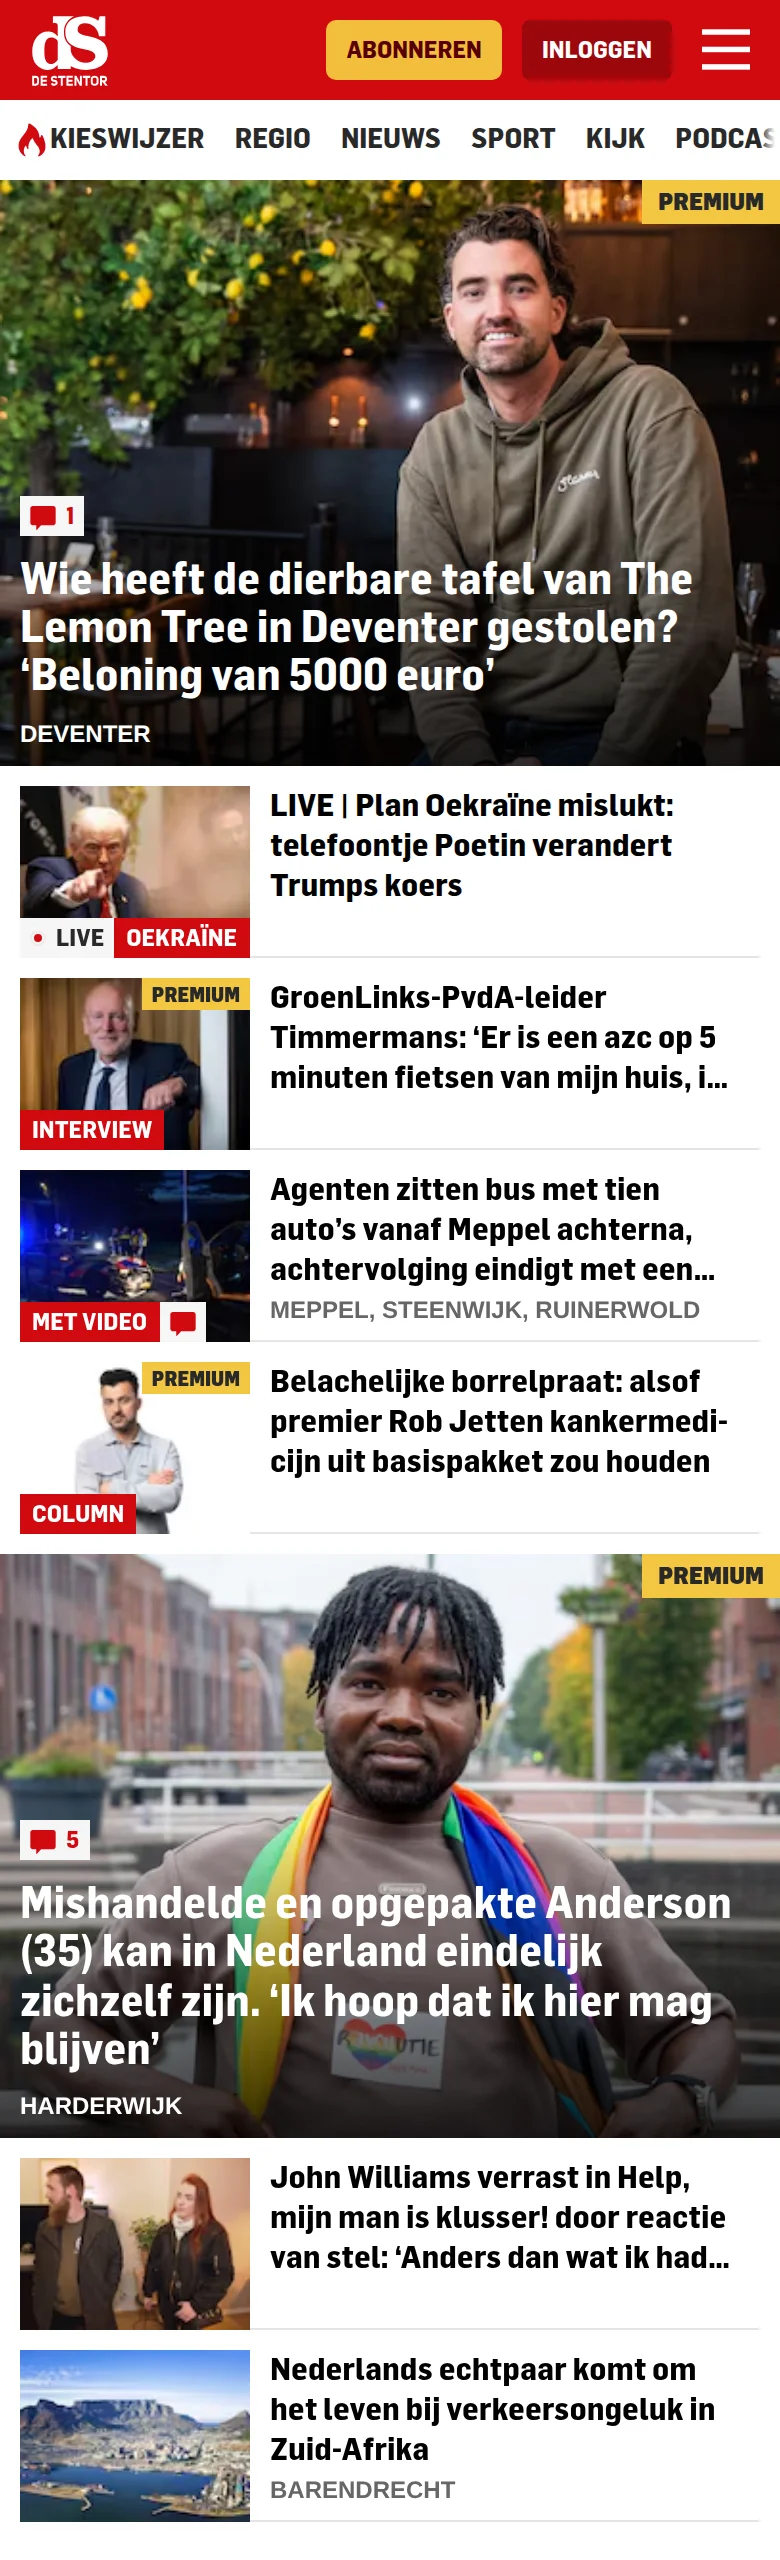 dS
DE STENTOR
ABONNEREN
INLOGGEN
KIESWIJZER REGIO NIEUWS SPORT KIJK PODCAS
PREMIUM
1
Wie heeft de dierbare tafel van The
Lemon Tree in Deventer gestolen?
‘Beloning van 5000 euro’
DEVENTER
LIVE | Plan Oekraïne mislukt:
telefoontje Poetin verandert
Trumps koers
LIVE OEKRAÏNE
PREMIUM
GroenLinks-PvdA-leider
Timmermans: ‘Er is een azc op 5
minuten fietsen van mijn huis, i...
INTERVIEW
Agenten zitten bus met tien
auto’s vanaf Meppel achterna,
achtervolging eindigt met een...
MEPPEL, STEENWIJK, RUINERWOLD
MET VIDEO
PREMIUM
Belachelijke borrelpraat: alsof
premier Rob Jetten kankermedi-
cijn uit basispakket zou houden
COLUMN
PREMIUM
5
Mishandelde en opgepakte Anderson
(35) kan in Nederland eindelijk
zichzelf zijn. ‘Ik hoop dat ik hier mag
blijven’
HARDERWIJK
John Williams verrast in Help,
mijn man is klusser! door reactie
van stel: ‘Anders dan wat ik had...
Nederlands echtpaar komt om
het leven bij verkeersongeluk in
Zuid-Afrika
BARENDRECHT